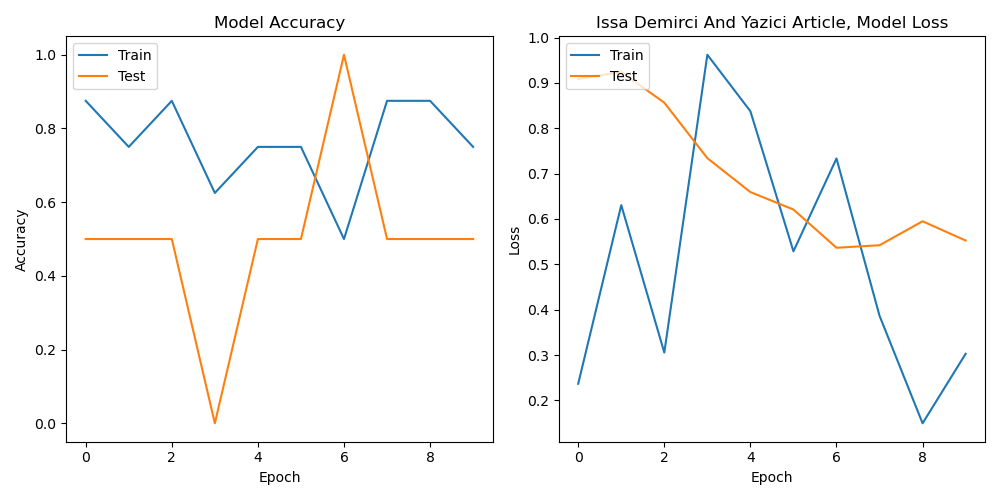 Model Accuracy
Train
Test
1.0
0.8
0.6
0.4
0.2
0.0
Accuracy
0 2 4 6 8
Epoch
Issa Demirci And Yazici Article, Model Loss
Train
Test
1.0
0.9
0.8
0.7
0.6
0.5
0.4
0.3
0.2
Loss
0 2 4 6 8
Epoch